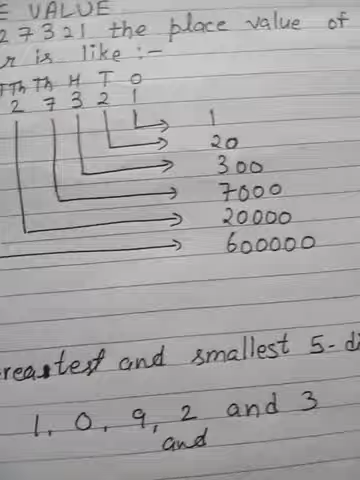 E VALUE
27321 the place value of
r is like :-
TTh Th H T O
2 7 3 2 1
1
20
300
7000
20000
600000
reatest and smallest 5-di
1, 0, 9, 2 and 3
and